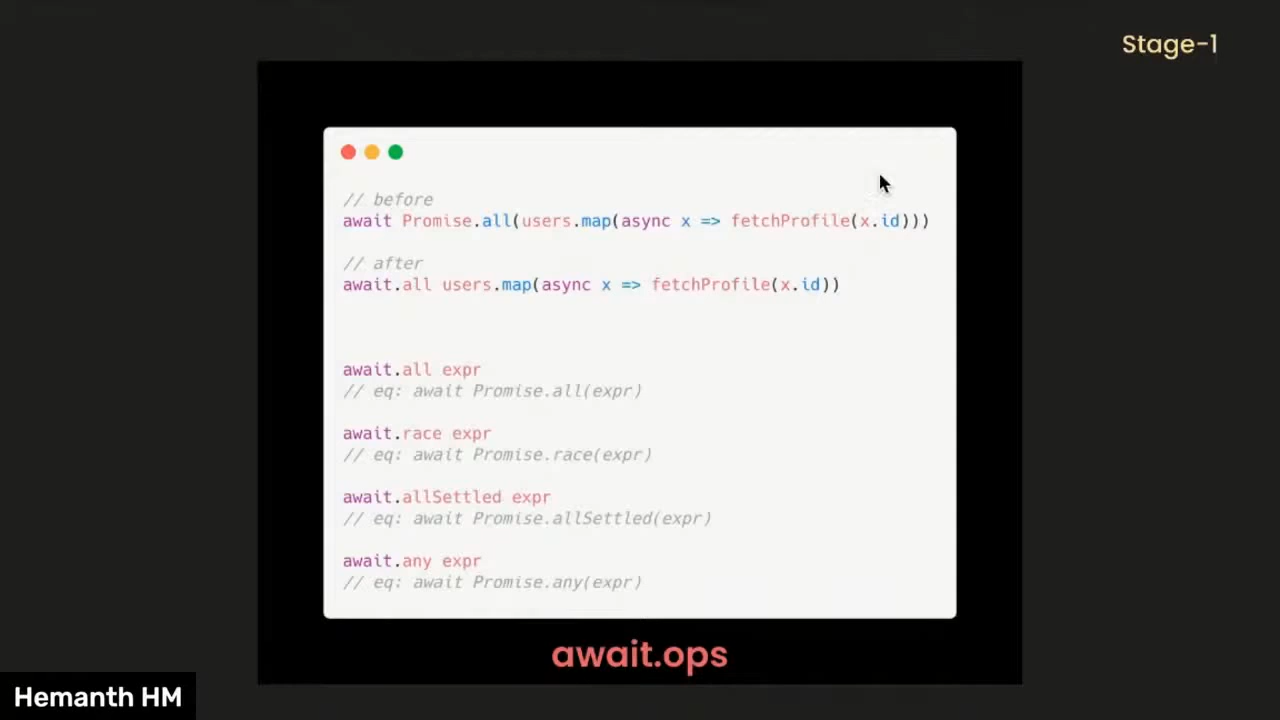 Stage-1
// before
await Promise.all(users.map(async x => fetchProfile(x.id)))
// after
await.all users.map(async x => fetchProfile(x.id))
await.all expr
// eq: await Promise.all(expr)
await.race expr
// eq: await Promise.race(expr)
await.allSettled expr
// eq: await Promise.allSettled(expr)
await.any expr
// eq: await Promise.any(expr)
await.ops
Hemanth HM